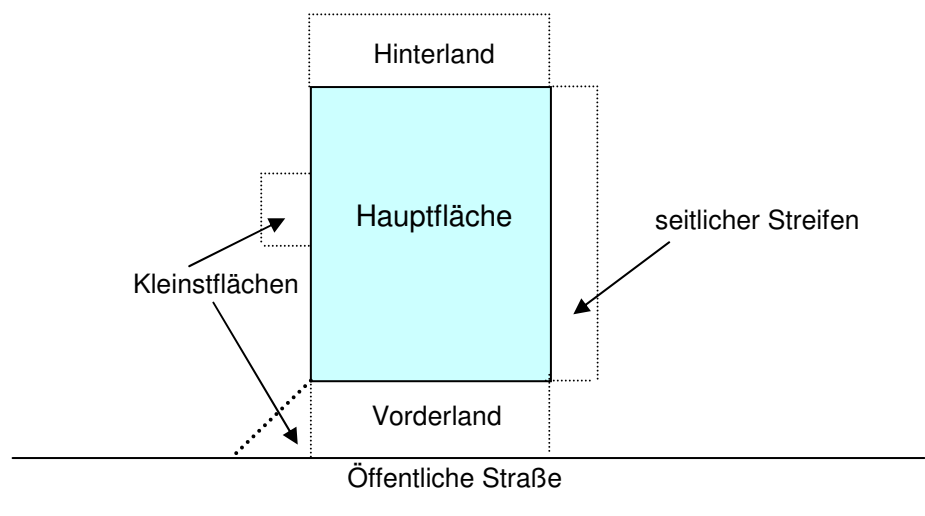 Hinterland
Hauptfläche
seitlicher Streifen
Kleinstflächen
Vorderland
Öffentliche Straße